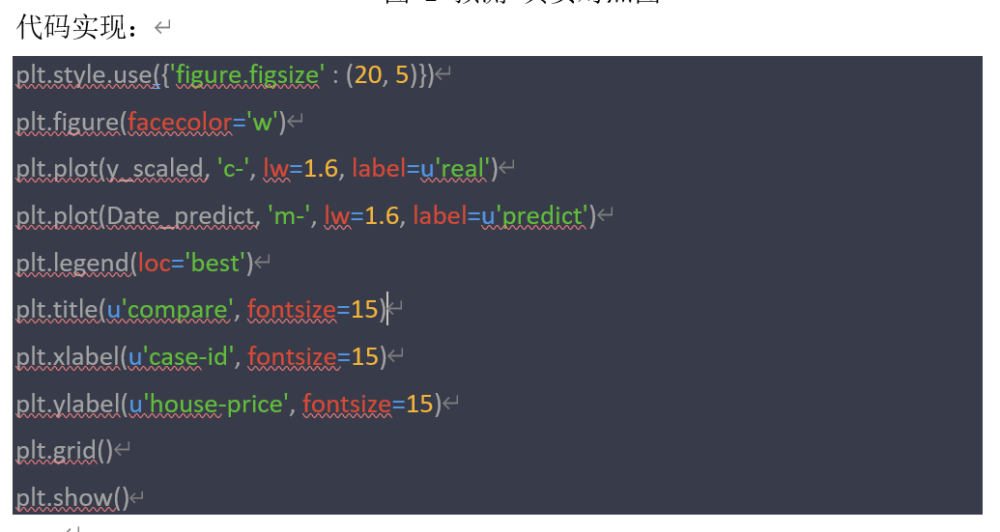 代码实现：
plt.style.use({'figure.figsize' : (20, 5)})
plt.figure(facecolor='w')
plt.plot(y_scaled, 'c-', lw=1.6, label=u'real')
plt.plot(Date_predict, 'm-', lw=1.6, label=u'predict')
plt.legend(loc='best')
plt.title(u'compare', fontsize=15)
plt.xlabel(u'case-id', fontsize=15)
plt.ylabel(u'house-price', fontsize=15)
plt.grid()
plt.show()